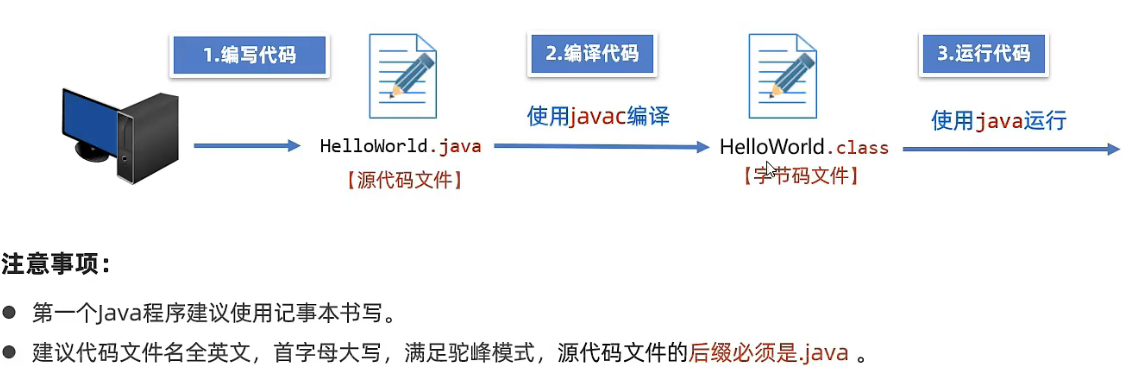 1.编写代码
2.编译代码
3.运行代码
使用javac编译
使用java运行
HelloWorld.java
HelloWorld.class
【源代码文件】
【字节码文件】
注意事项：
● 第一个Java程序建议使用记事本书写。
● 建议代码文件名全英文，首字母大写，满足驼峰模式，源代码文件的后缀必须是.java 。